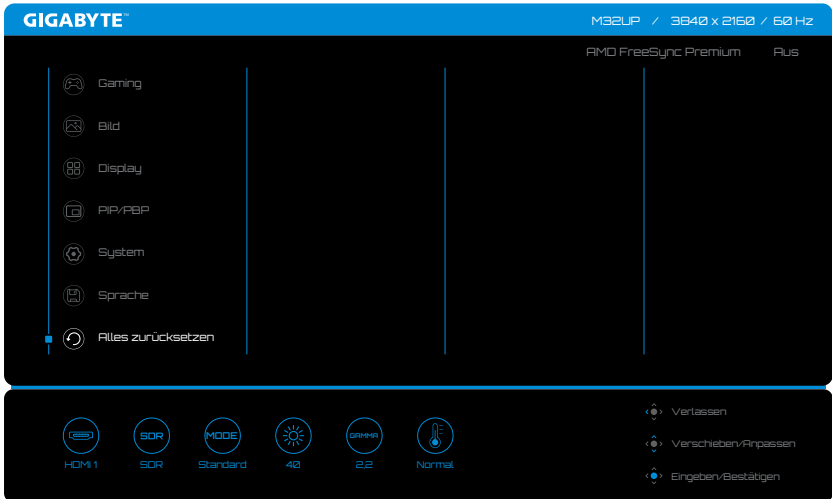 GIGABYTE™ M32UP / 3840 x 2160 / 60 Hz
AMD FreeSync Premium Aus
Gaming
Bild
Display
PIP/PBP
System
Sprache
Alles zurücksetzen
SDR MODE GAMMA
HDMI 1 SDR Standard 40 2.2 Normal
Verlassen
Verschieben/Anpassen
Eingeben/Bestätigen